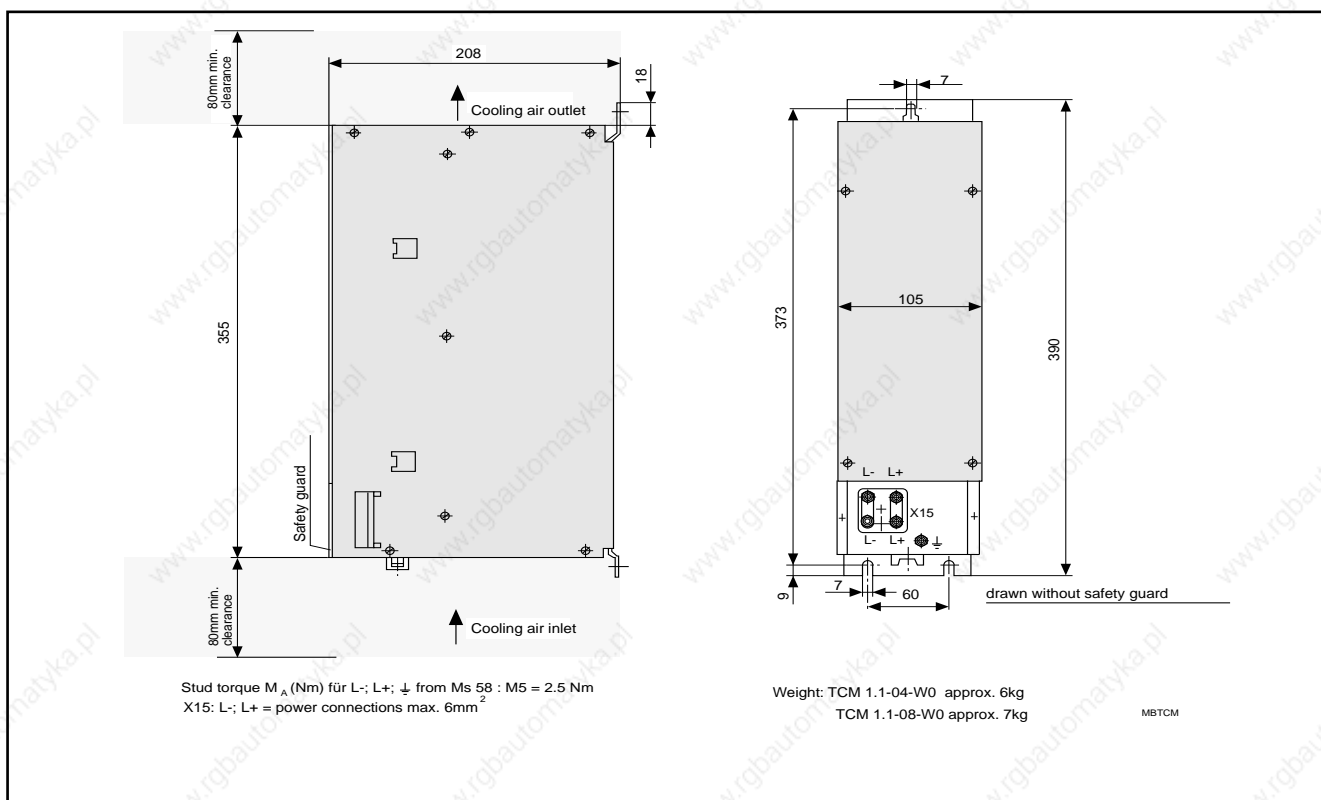 80mm min.
clearance
208
18
Cooling air outlet
355
Safety guard
80mm min.
clearance
Cooling air inlet
7
373
105
390
L- L+
X15
L- L+
9
7
60
drawn without safety guard
Stud torque M A (Nm) für L-; L+; ⏚ from Ms 58 : M5 = 2.5 Nm
X15: L-; L+ = power connections max. 6mm²
Weight: TCM 1.1-04-W0 approx. 6kg
TCM 1.1-08-W0 approx. 7kg
MBTCM
www.rgbautomatyka.pl